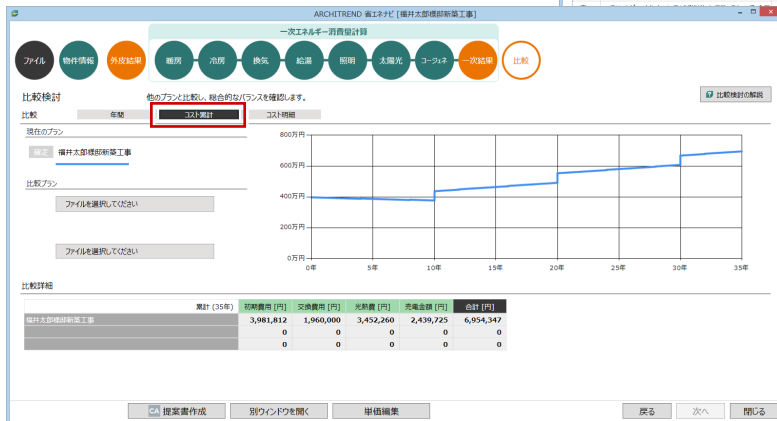 ARCHITREND 省エネナビ [福井太郎様邸新築工事]
一次エネルギー消費量計算
ファイル 物件情報 外皮結果 暖房 冷房 換気 給湯 照明 太陽光 コージェネ 一次結果 比較
比較検討 他のプランと比較し、総合的なバランスを確認します。 比較検討の解説
比較 年間 コスト累計 コスト明細
現在のプラン
確定 福井太郎様邸新築工事
比較プラン
ファイルを選択してください
ファイルを選択してください
800万円
600万円
400万円
200万円
0万円
0年 5年 10年 15年 20年 25年 30年 35年
比較詳細
累計 (35年) 初期費用 [円] 交換費用 [円] 光熱費 [円] 売電金額 [円] 合計 [円]
福井太郎様邸新築工事 3,981,812 1,960,000 3,452,260 2,439,725 6,954,347
0 0 0 0 0
0 0 0 0 0
CA 提案書作成 別ウィンドウを開く 単価編集 戻る 次へ 閉じる